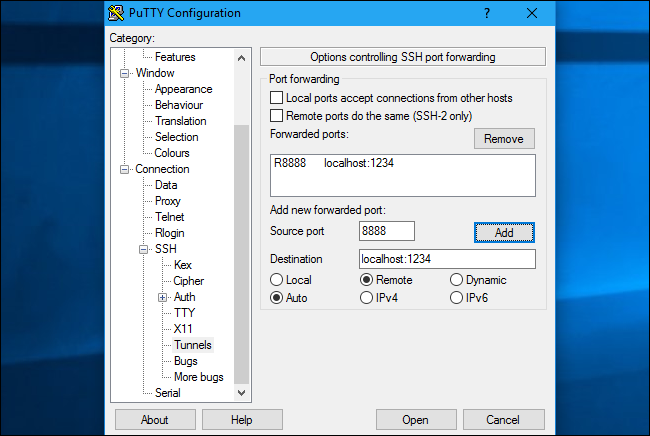 PuTTY Configuration
?
Category:
Features
Window
Appearance
Behaviour
Translation
Selection
Colours
Connection
Data
Proxy
Telnet
Rlogin
SSH
Kex
Cipher
Auth
TTY
X11
Tunnels
Bugs
More bugs
Serial
Options controlling SSH port forwarding
Port forwarding
Local ports accept connections from other hosts
Remote ports do the same (SSH-2 only)
Forwarded ports:
Remove
R8888 localhost:1234
Add new forwarded port:
Source port 8888 Add
Destination localhost:1234
Local Remote Dynamic
Auto IPv4 IPv6
About Help Open Cancel